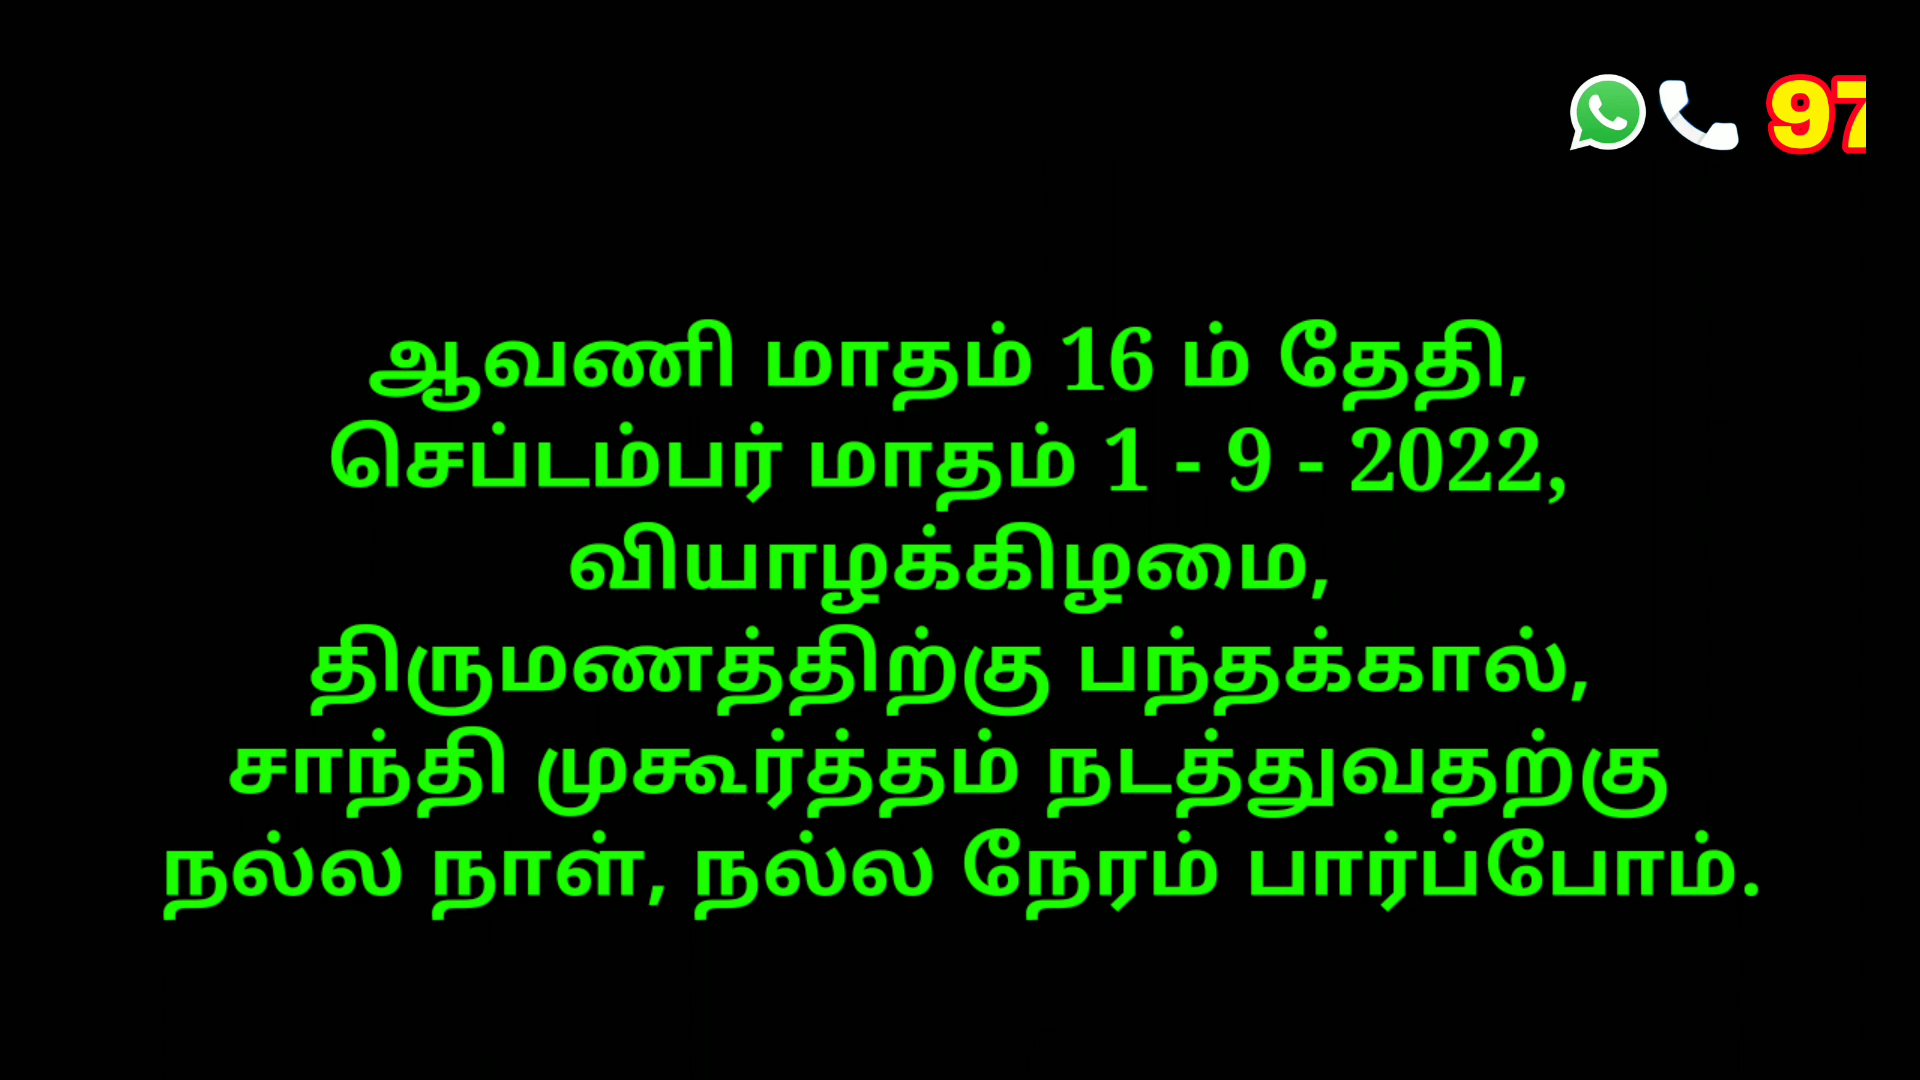 97
ஆவணி மாதம் 16 ம் தேதி,
செப்டம்பர் மாதம் 1 - 9 - 2022,
வியாழக்கிழமை,
திருமணத்திற்கு பந்தக்கால்,
சாந்தி முகூர்த்தம் நடத்துவதற்கு
நல்ல நாள், நல்ல நேரம் பார்ப்போம்.